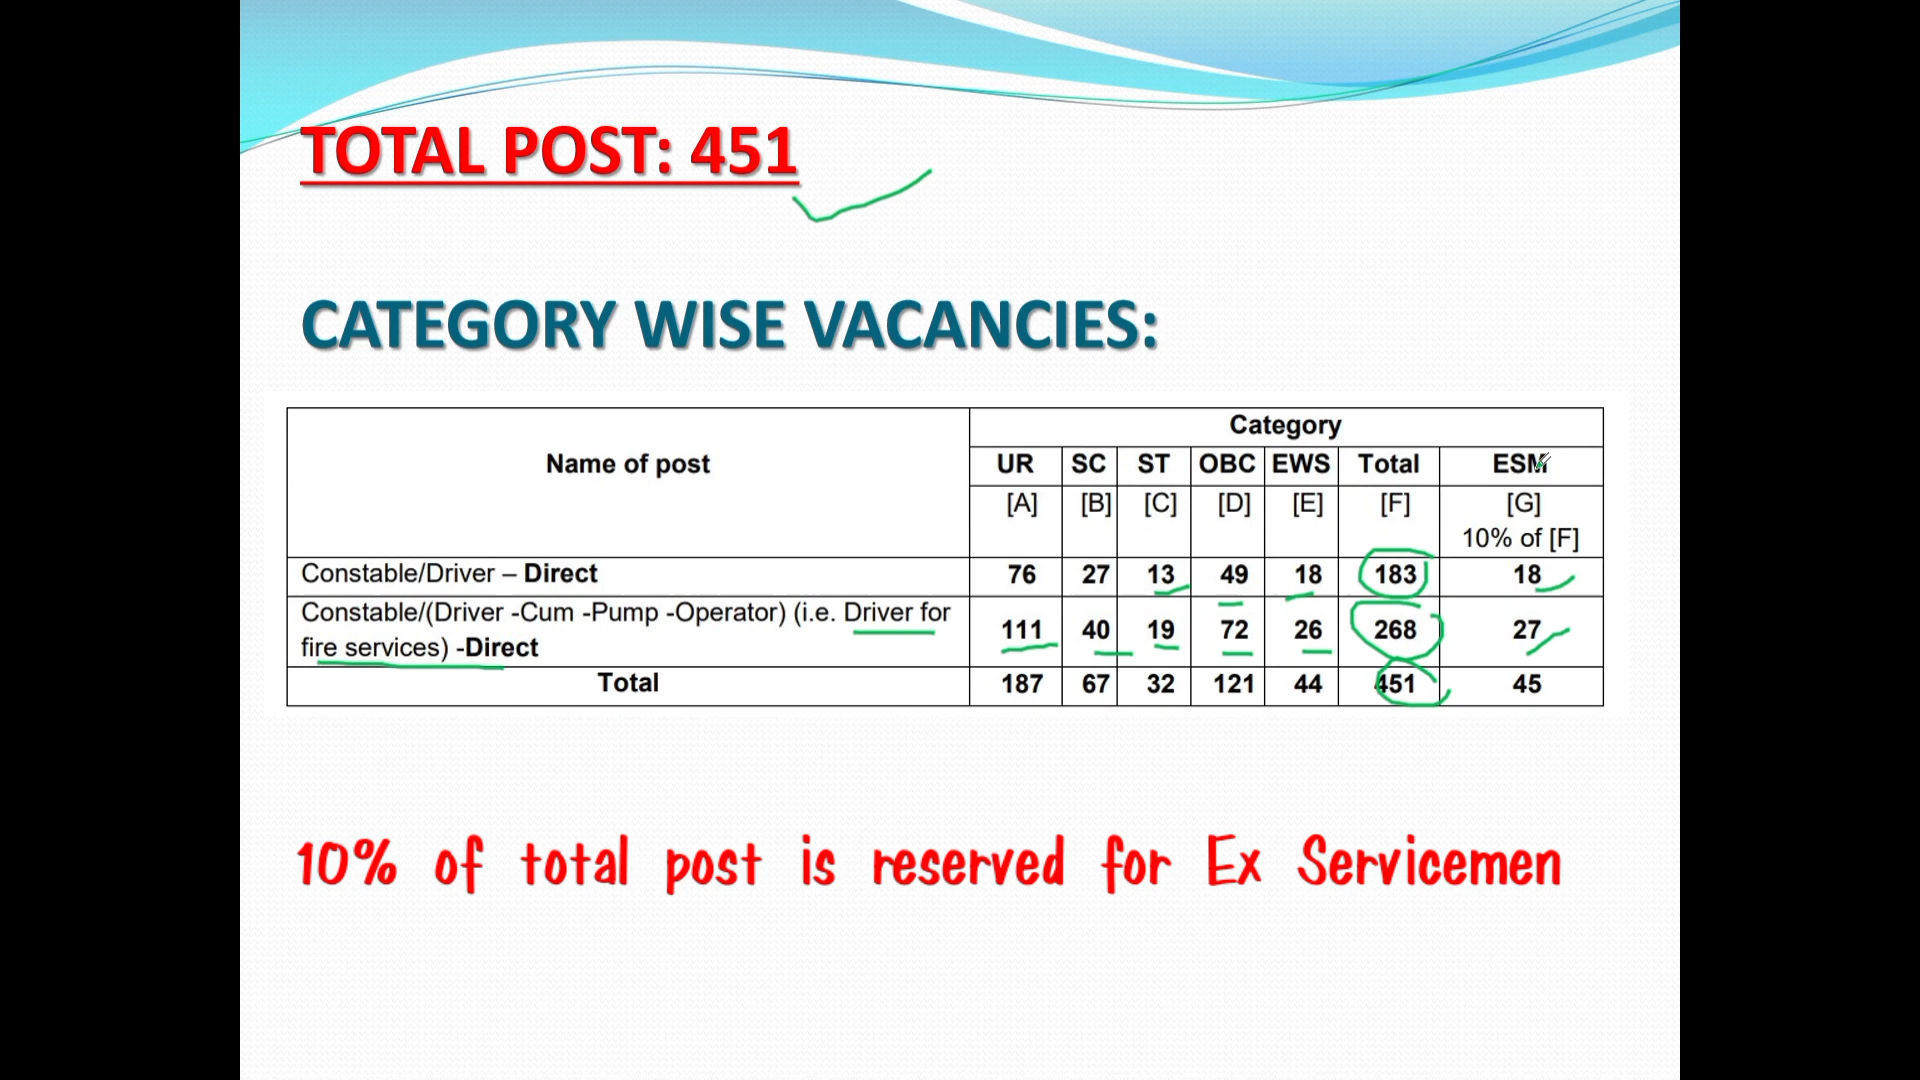 TOTAL POST: 451
CATEGORY WISE VACANCIES:
Name of post Category
UR SC ST OBC EWS Total ESM
[A] [B] [C] [D] [E] [F] [G]
10% of [F]
Constable/Driver – Direct 76 27 13 49 18 183 18
Constable/(Driver -Cum -Pump -Operator) (i.e. Driver for
fire services) -Direct 111 40 19 72 26 268 27
Total 187 67 32 121 44 451 45
10% of total post is reserved for Ex Servicemen